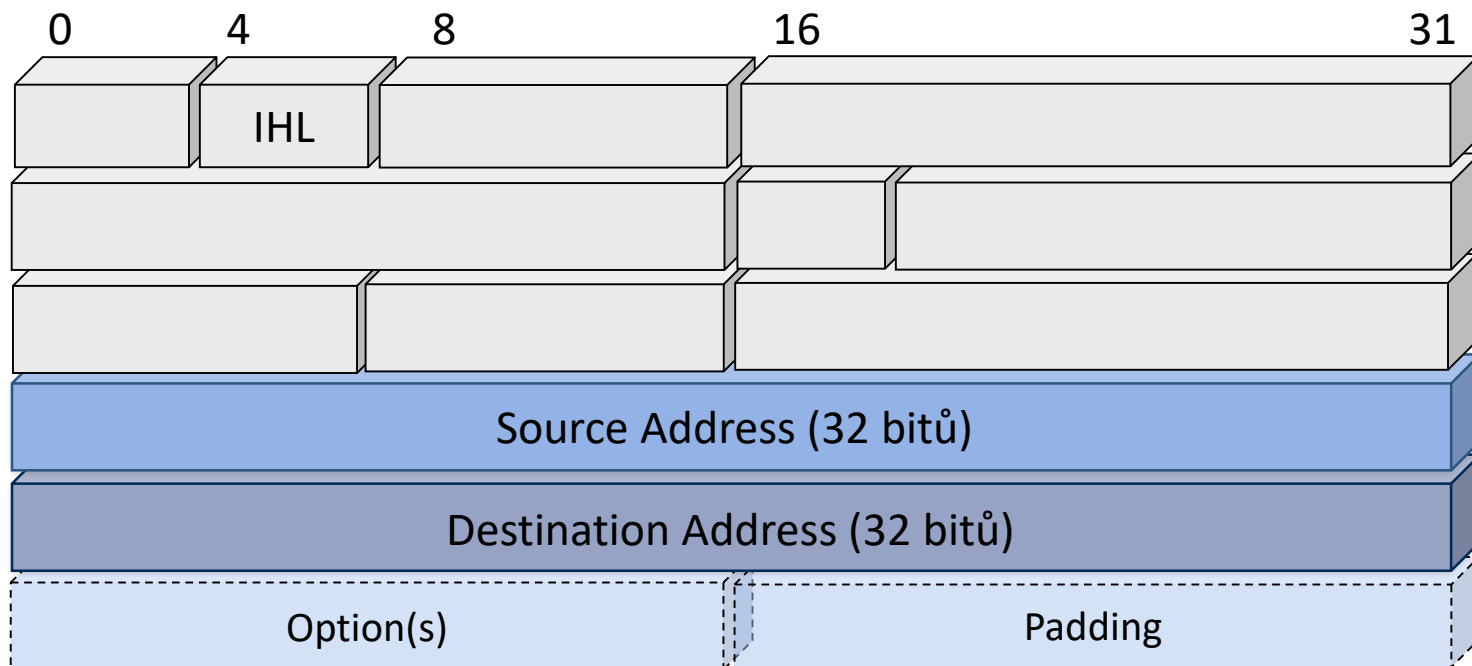 0 4 8 16 31
IHL
Source Address (32 bitů)
Destination Address (32 bitů)
Option(s) Padding